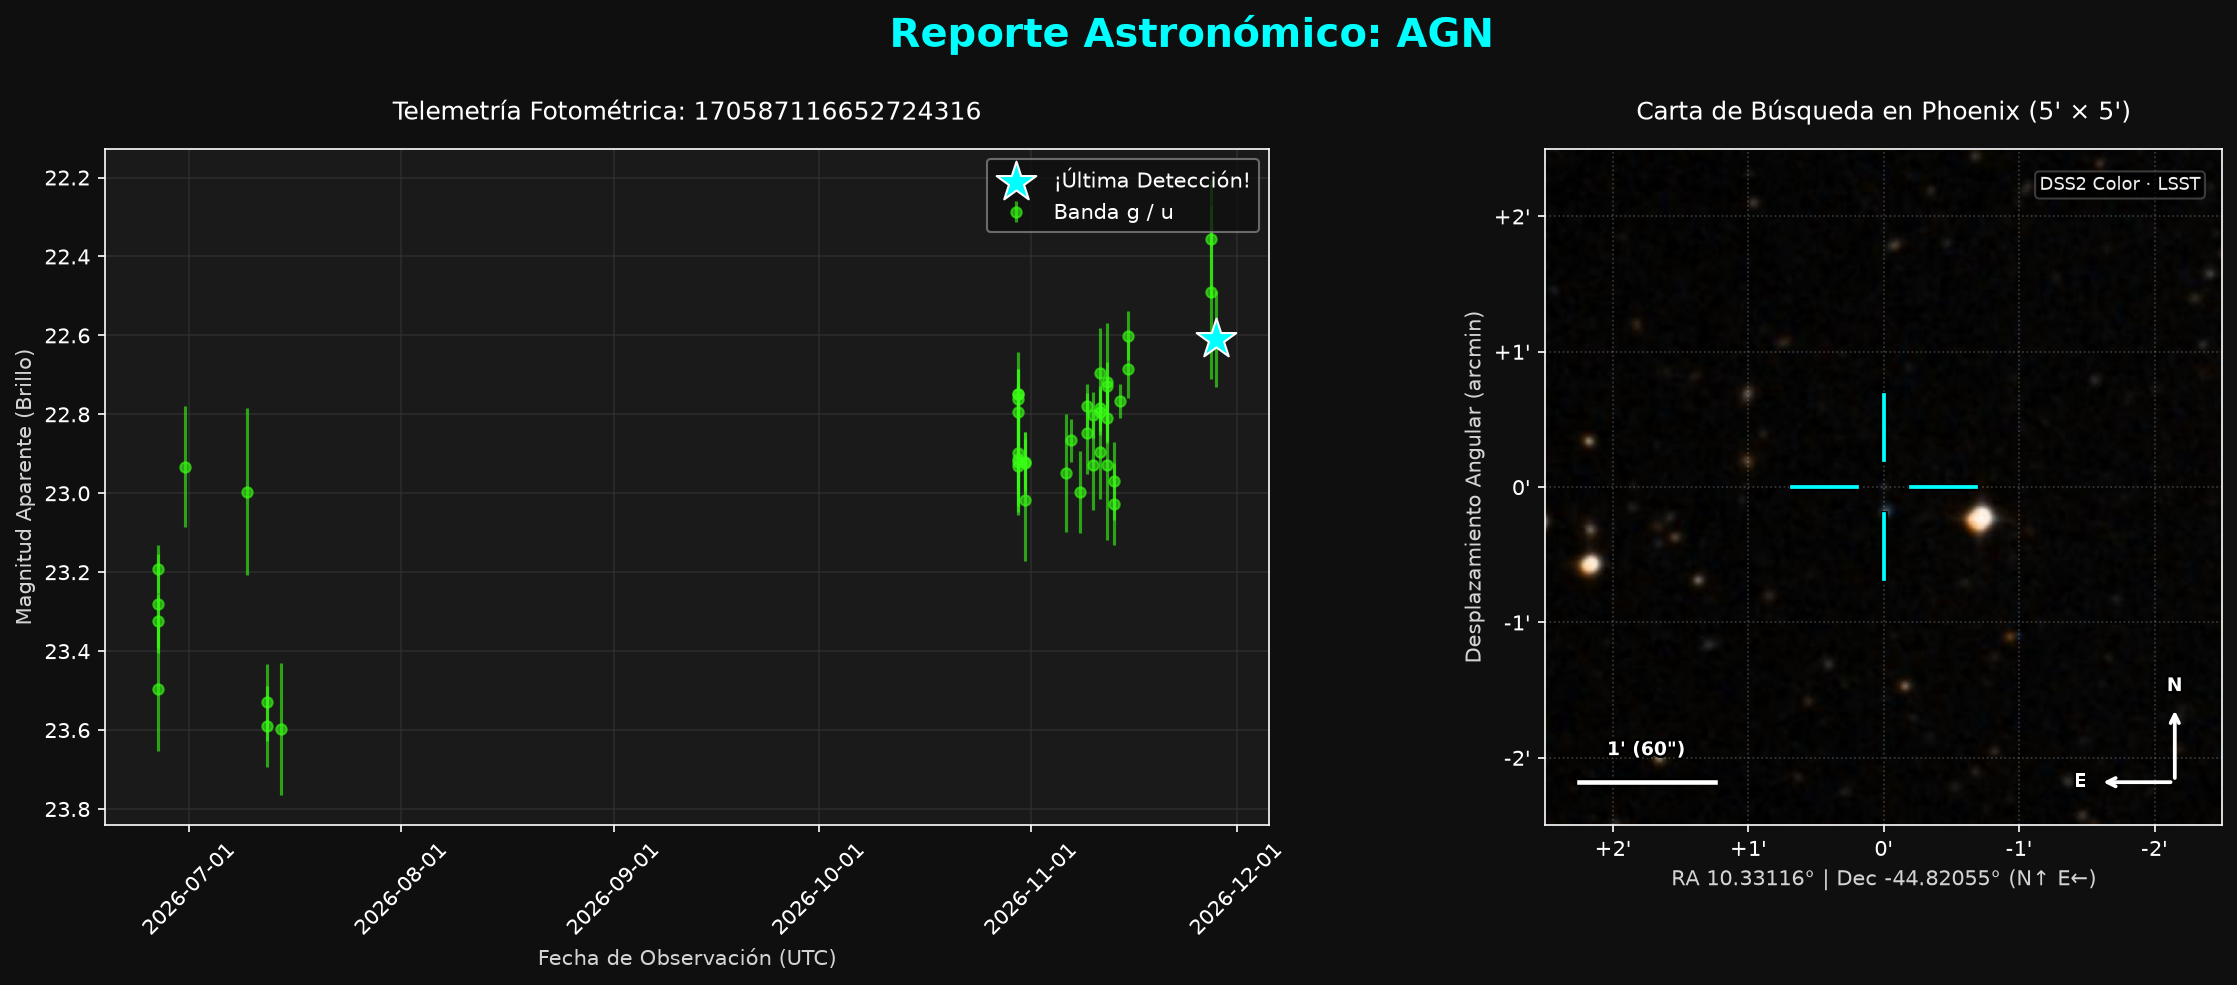 Reporte Astronómico: AGN
Telemetría Fotométrica: 170587116652724316
¡Última Detección!
Banda g / u
Magnitud Aparente (Brillo)
22.2
22.4
22.6
22.8
23.0
23.2
23.4
23.6
23.8
2026-07-01
2026-08-01
2026-09-01
2026-10-01
2026-11-01
2026-12-01
Fecha de Observación (UTC)
Carta de Búsqueda en Phoenix (5' × 5')
DSS2 Color · LSST
Desplazamiento Angular (arcmin)
+2'
+1'
0'
-1'
-2'
N
E
1' (60")
+2'
+1'
0'
-1'
-2'
RA 10.33116° | Dec -44.82055° (N↑ E←)